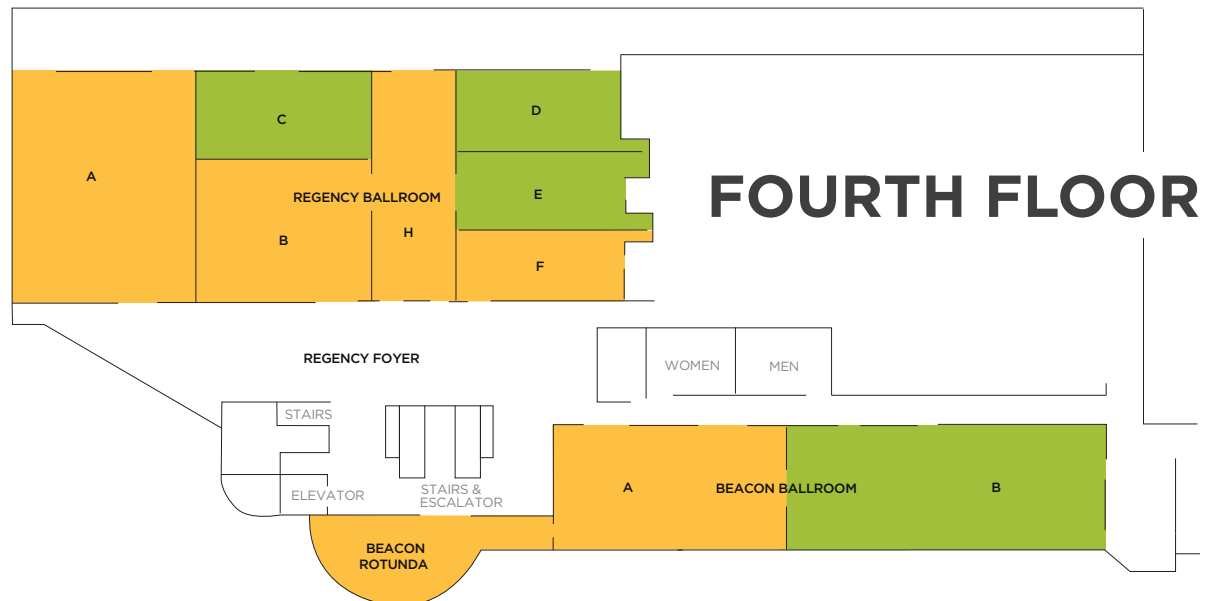 C
D
A
REGENCY BALLROOM
E
FOURTH FLOOR
B
H
F
REGENCY FOYER
WOMEN
MEN
STAIRS
ELEVATOR
STAIRS &
ESCALATOR
A
BEACON BALLROOM
B
BEACON
ROTUNDA